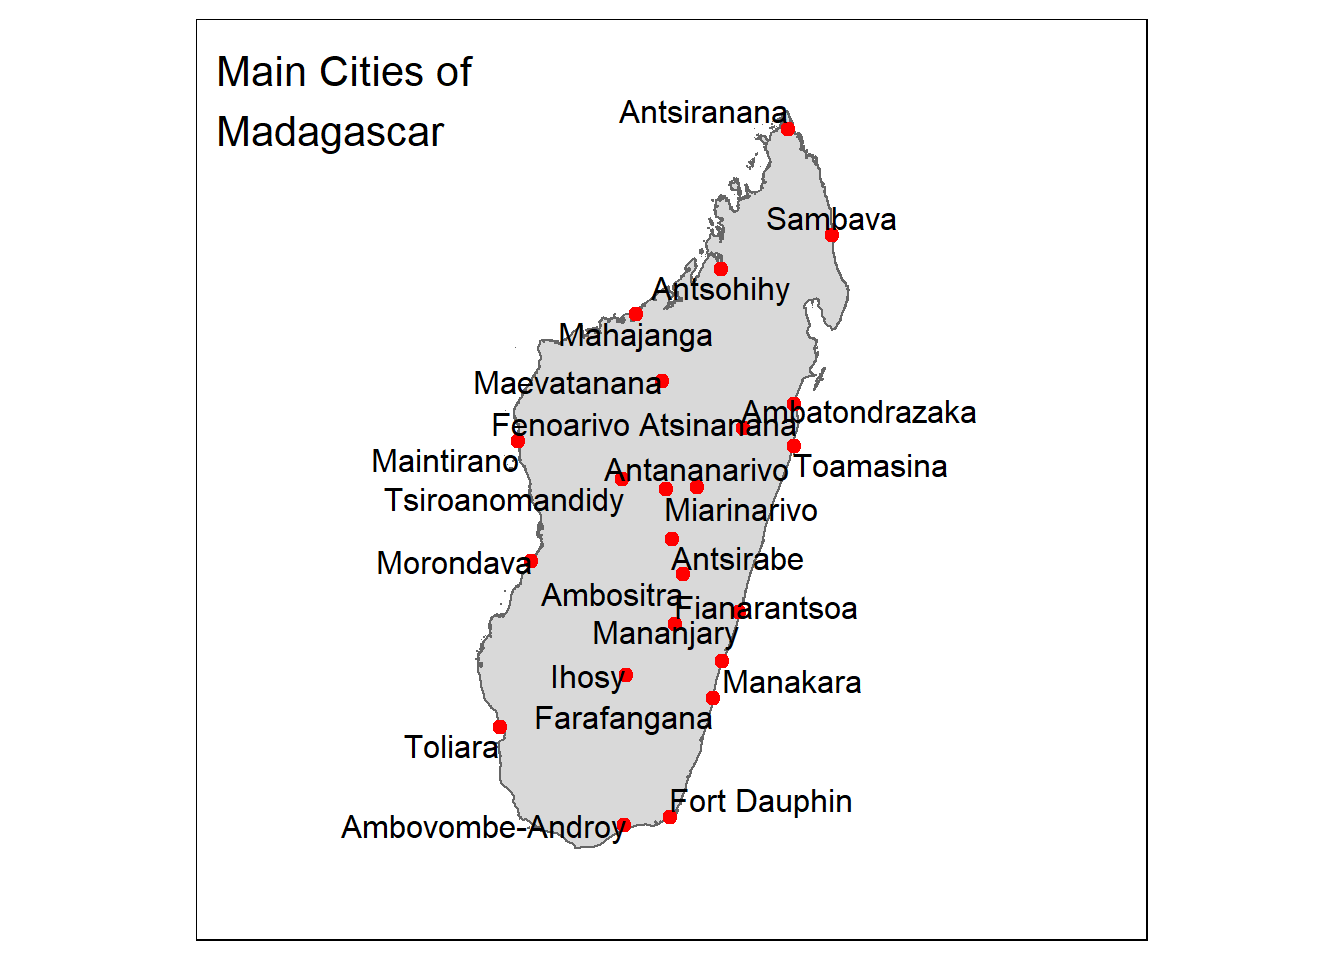 Main Cities of
Madagascar
Antsiranana
Sambava
Antsohihy
Mahajanga
Maevatanana
Ambatondrazaka
Fenoarivo Atsinanana
Maintirano
Toamasina
Antananarivo
Tsiroanomandidy
Miarinarivo
Antsirabe
Morondava
Ambositra
Fianarantsoa
Mananjary
Ihosy
Manakara
Farafangana
Toliara
Fort Dauphin
Ambovombe-Androy